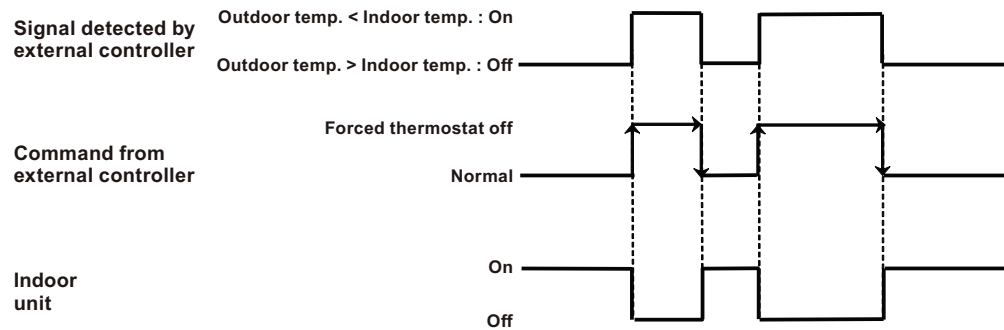 Signal detected by
external controller
Outdoor temp. < Indoor temp. : On
Outdoor temp. > Indoor temp. : Off
Command from
external controller
Forced thermostat off
Normal
Indoor
unit
On
Off